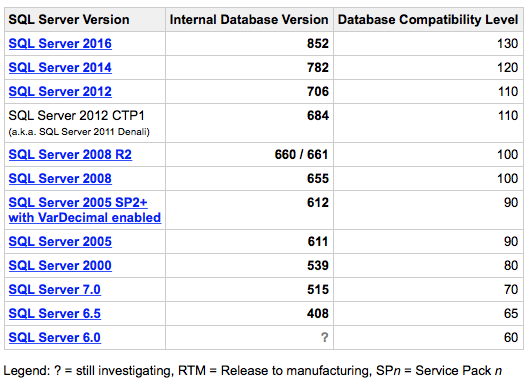 SQL Server Version Internal Database Version Database Compatibility Level
SQL Server 2016 852 130
SQL Server 2014 782 120
SQL Server 2012 706 110
SQL Server 2012 CTP1 684 110
(a.k.a. SQL Server 2011 Denali)
SQL Server 2008 R2 660 / 661 100
SQL Server 2008 655 100
SQL Server 2005 SP2+ 612 90
with VarDecimal enabled
SQL Server 2005 611 90
SQL Server 2000 539 80
SQL Server 7.0 515 70
SQL Server 6.5 408 65
SQL Server 6.0 ? 60
Legend: ? = still investigating, RTM = Release to manufacturing, SPn = Service Pack n